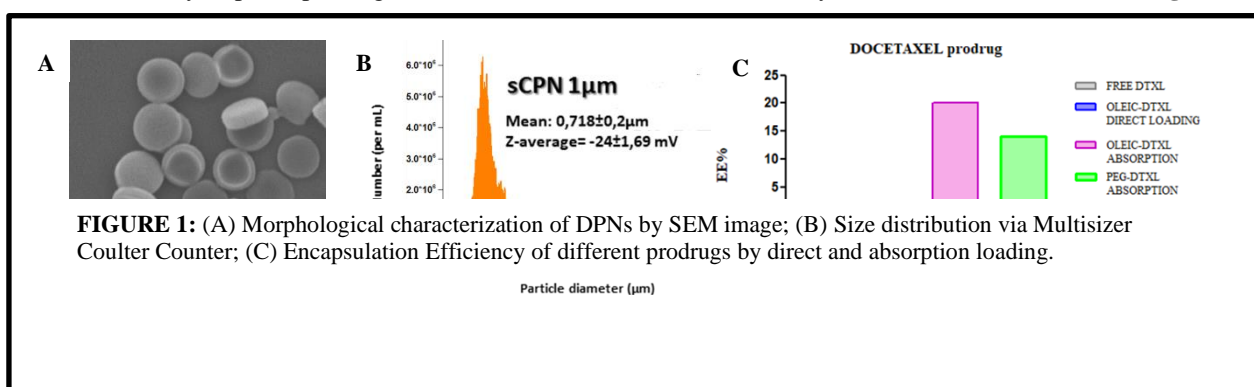 A
B
C
6.0*10⁶
5.0*10⁶
4.0*10⁶
3.0*10⁶
2.0*10⁶
umber (per mL)
sCPN 1µm
Mean: 0,718±0,2µm
Z-average= -24±1,69 mV
DOCETAXEL prodrug
25
20
15
10
5
EE%
FREE DTXL
OLEIC-DTXL
DIRECT LOADING
OLEIC-DTXL
ABSORPTION
PEG-DTXL
ABSORPTION
FIGURE 1: (A) Morphological characterization of DPNs by SEM image; (B) Size distribution via Multisizer
Coulter Counter; (C) Encapsulation Efficiency of different prodrugs by direct and absorption loading.
Particle diameter (µm)